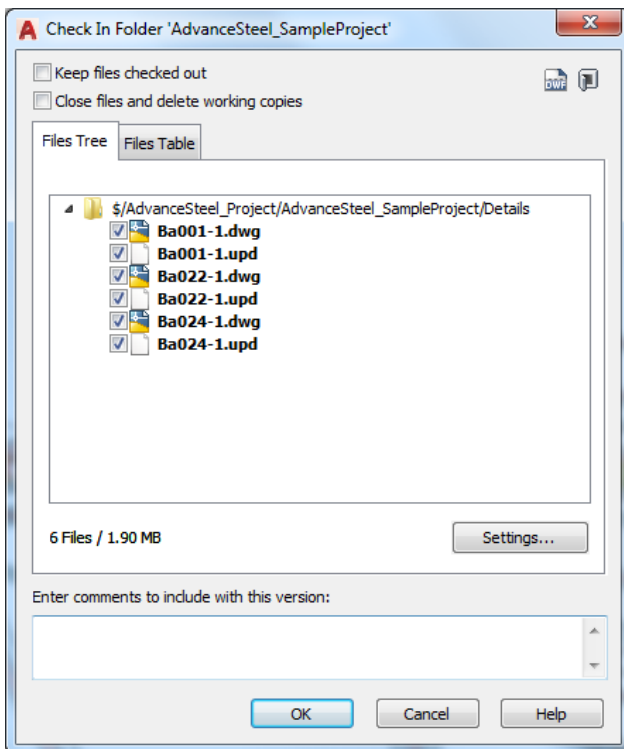 Check In Folder 'AdvanceSteel_SampleProject'
Keep files checked out
Close files and delete working copies
DWF
Files Tree
Files Table
$/AdvanceSteel_Project/AdvanceSteel_SampleProject/Details
Ba001-1.dwg
Ba001-1.upd
Ba022-1.dwg
Ba022-1.upd
Ba024-1.dwg
Ba024-1.upd
6 Files / 1.90 MB
Settings...
Enter comments to include with this version:
OK
Cancel
Help